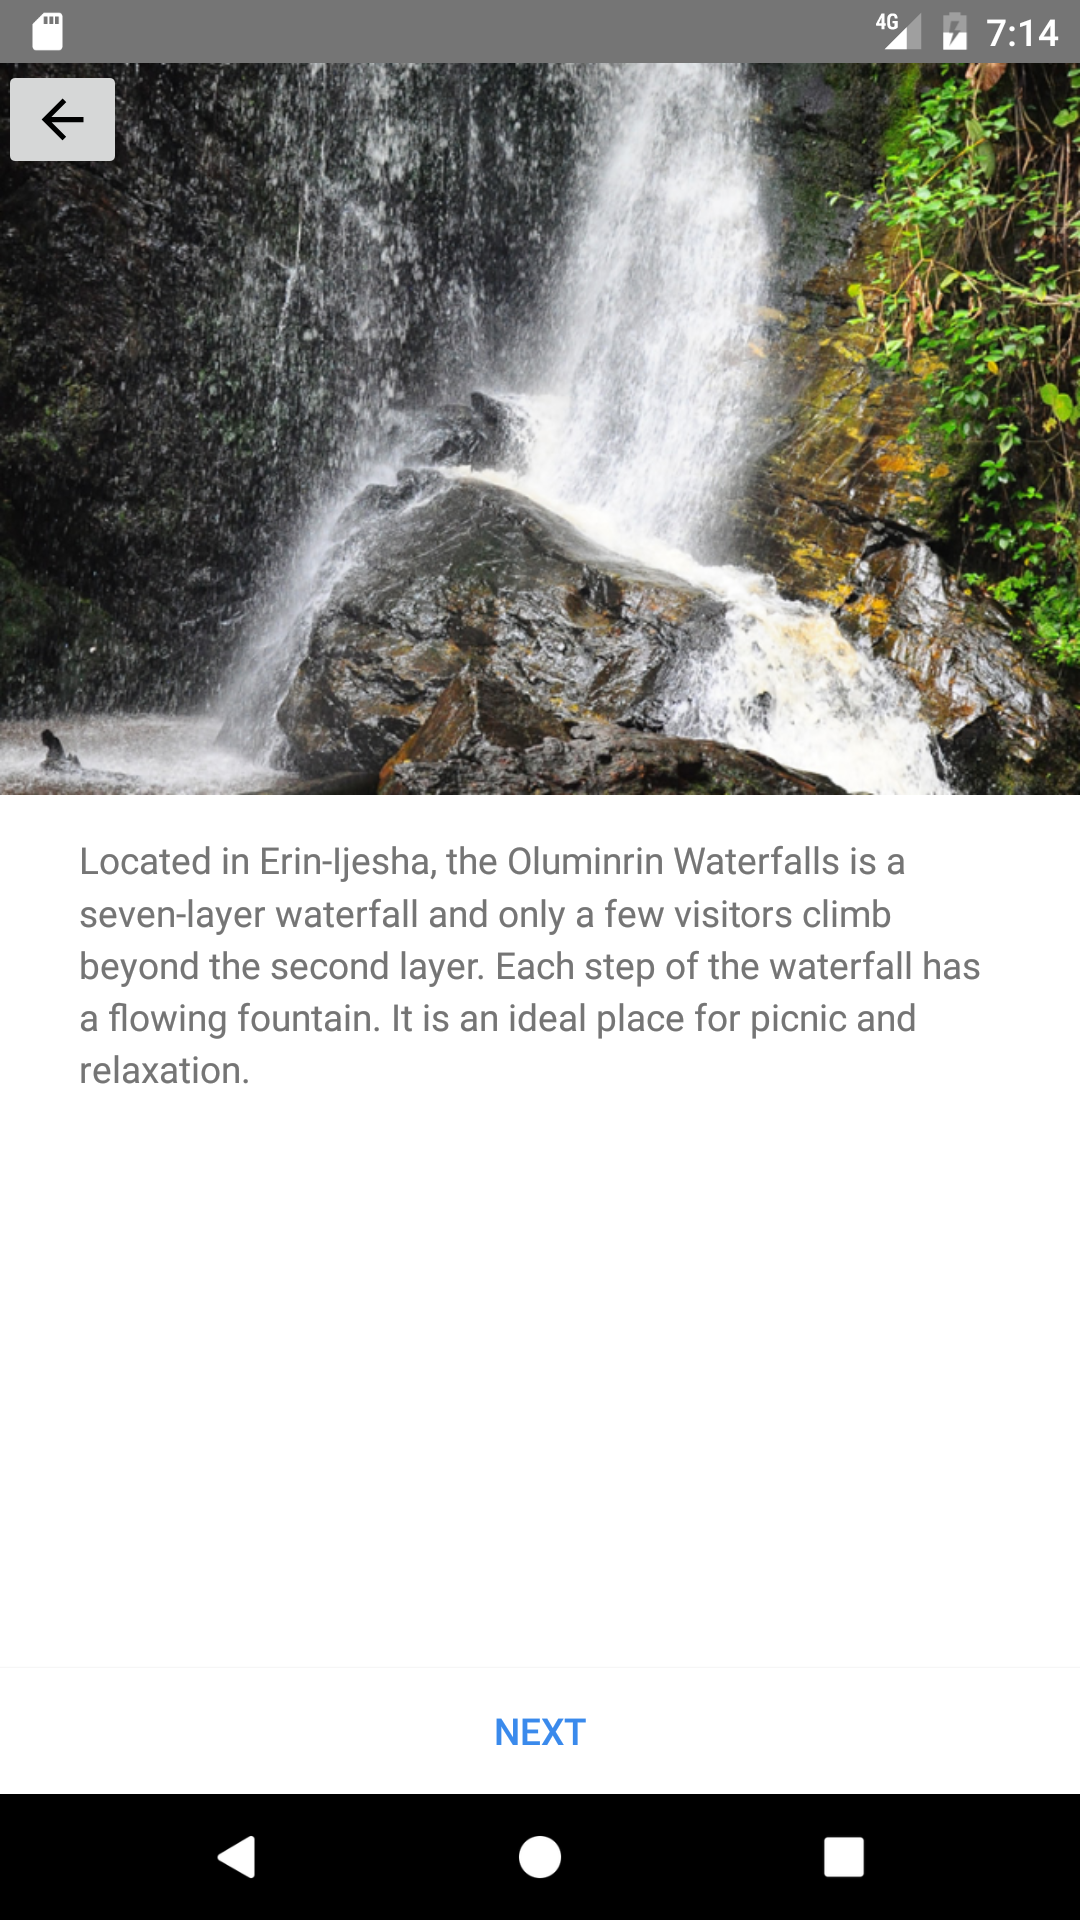 4G 7:14
Located in Erin-Ijesha, the Oluminrin Waterfalls is a
seven-layer waterfall and only a few visitors climb
beyond the second layer. Each step of the waterfall has
a flowing fountain. It is an ideal place for picnic and
relaxation.
NEXT